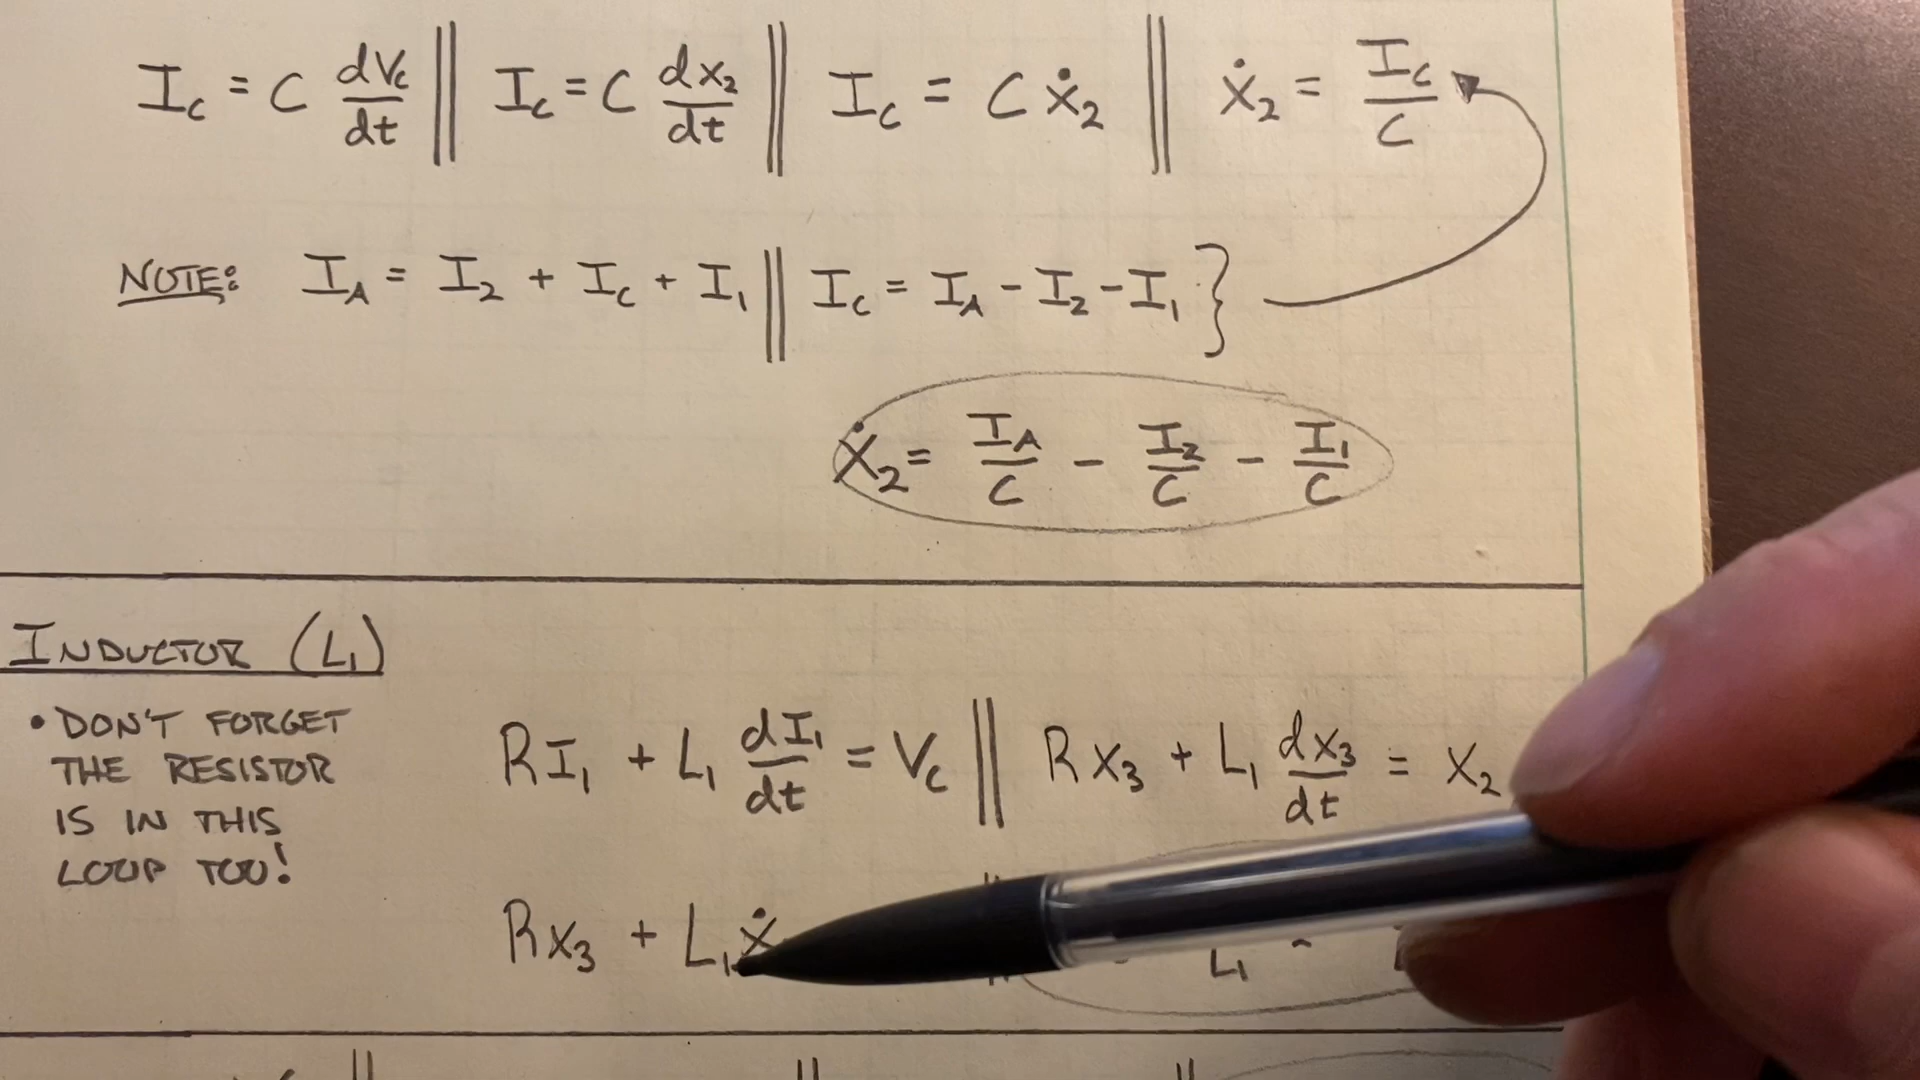 I_C = C dV_C/dt || I_C = C dx_2/dt || I_C = C ẋ_2 || ẋ_2 = I_C/C
NOTE: I_A = I_2 + I_C + I_1 || I_C = I_A - I_2 - I_1 }
ẋ_2 = I_A/C - I_2/C - I_1/C
INDUCTOR (L_1)
• DON'T FORGET
THE RESISTOR
IS IN THIS
LOOP TOO!
R I_1 + L_1 dI_1/dt = V_C || R x_3 + L_1 dx_3/dt = x_2
R x_3 + L_1 ẋ
L_1